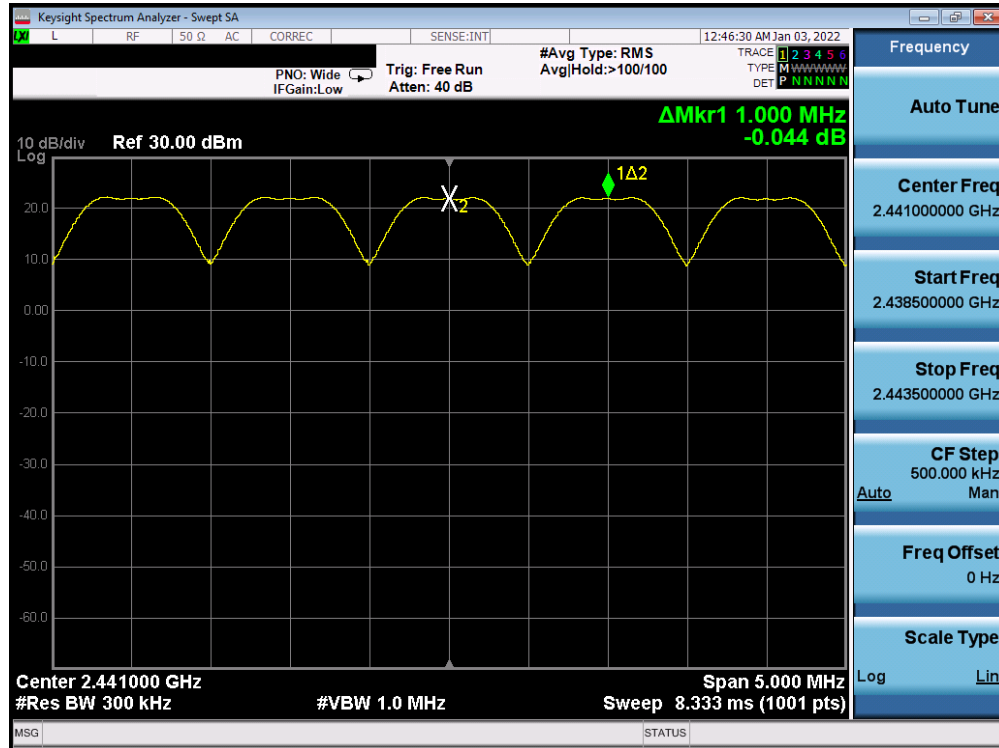 Keysight Spectrum Analyzer - Swept SA
LXI L RF 50 Ω AC CORREC SENSE:INT 12:46:30 AM Jan 03, 2022
PNO: Wide
IFGain:Low
Trig: Free Run
Atten: 40 dB
#Avg Type: RMS
Avg|Hold:>100/100
TRACE 1 2 3 4 5 6
TYPE M WWWWW
DET P N N N N N
ΔMkr1 1.000 MHz
-0.044 dB
10 dB/div Ref 30.00 dBm
Log
1Δ2
2
20.0
10.0
0.00
-10.0
-20.0
-30.0
-40.0
-50.0
-60.0
Center 2.441000 GHz Span 5.000 MHz
#Res BW 300 kHz #VBW 1.0 MHz Sweep 8.333 ms (1001 pts)
MSG STATUS
Frequency
Auto Tune
Center Freq
2.441000000 GHz
Start Freq
2.438500000 GHz
Stop Freq
2.443500000 GHz
CF Step
500.000 kHz
Auto Man
Freq Offset
0 Hz
Scale Type
Log Lin